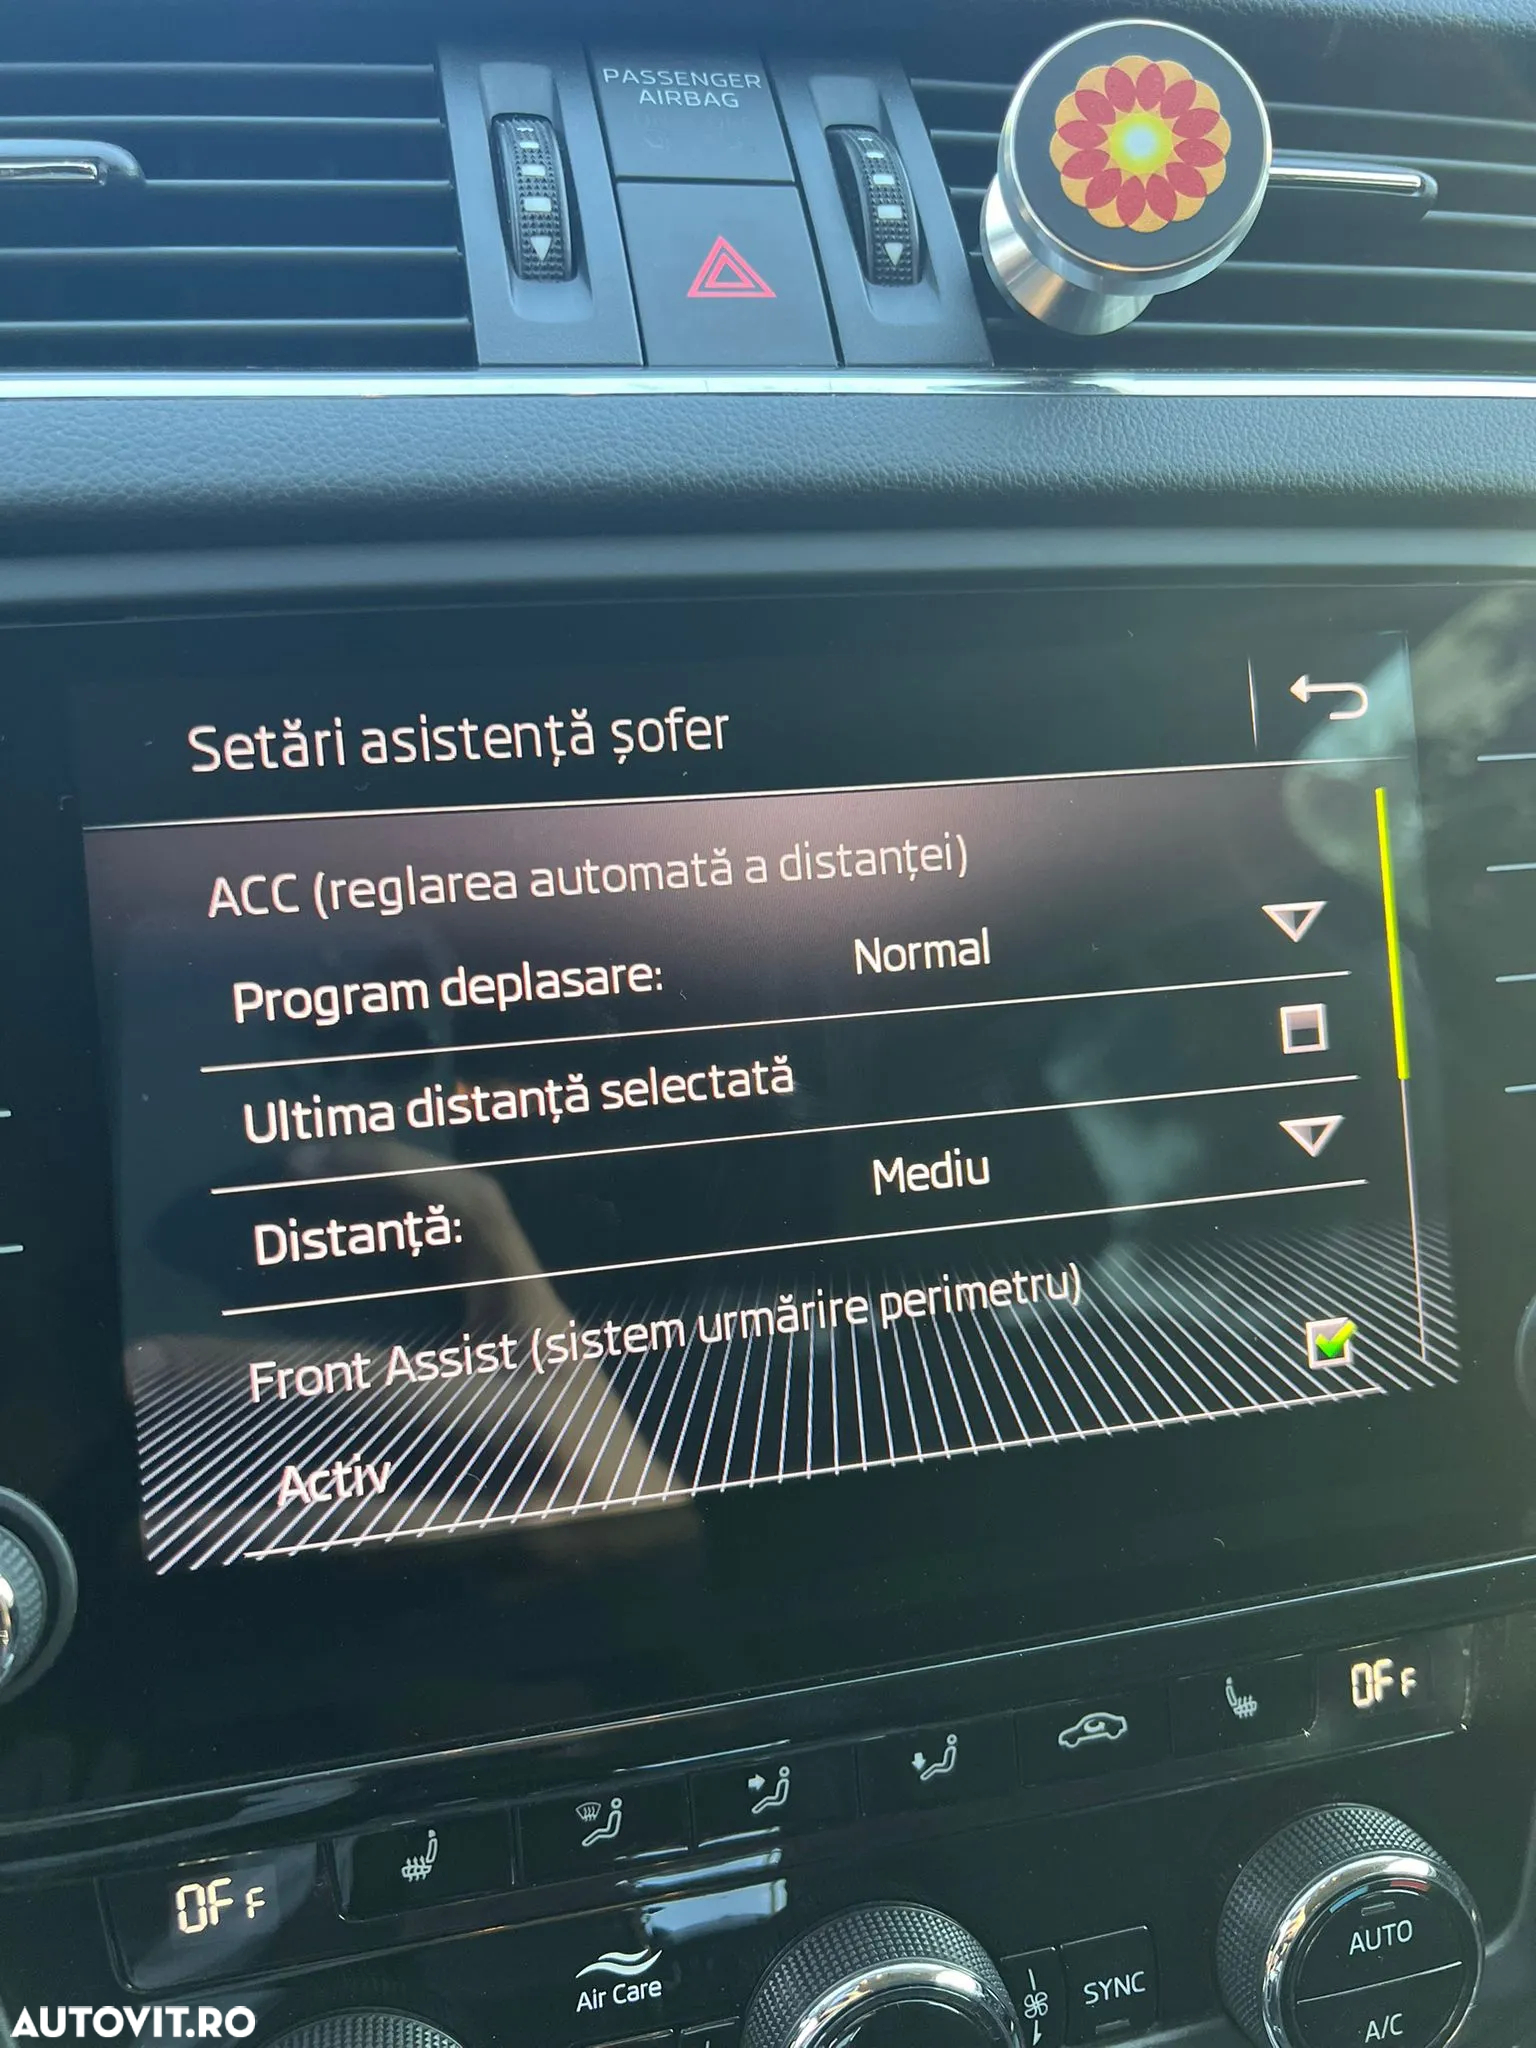 PASSENGER
AIRBAG
Setări asistență șofer
ACC (reglarea automată a distanței)
Program deplasare: Normal
Ultima distanță selectată
Distanță: Mediu
Front Assist (sistem urmărire perimetru)
Activ
OFF
OFF
Air Care
SYNC
AUTO
A/C
AUTOVIT.RO